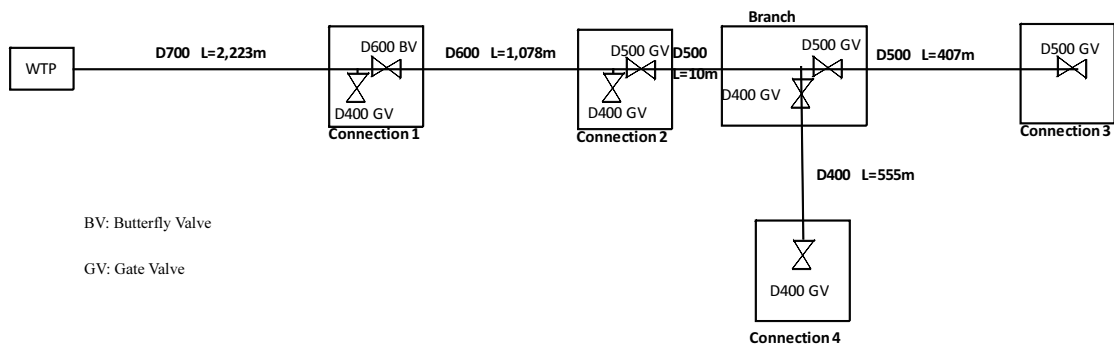 Branch
D700 L=2,223m
D600 BV
D600 L=1,078m
D500 GV
D500
L=10m
D500 GV
D500 L=407m
D500 GV
WTP
D400 GV
Connection 1
D400 GV
Connection 2
D400 GV
Connection 3
D400 L=555m
BV: Butterfly Valve
GV: Gate Valve
D400 GV
Connection 4